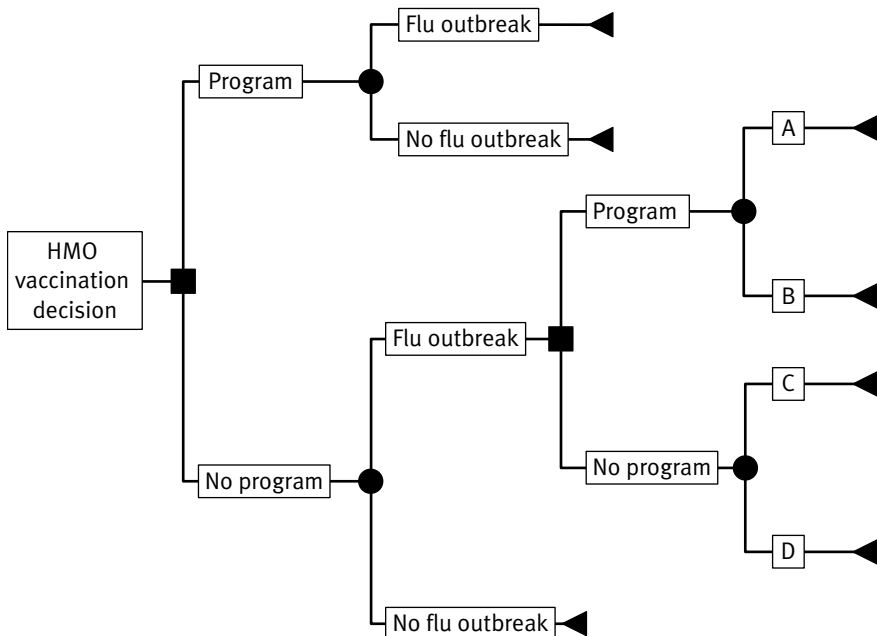 Flu outbreak
Program
No flu outbreak
A
Program
B
HMO
vaccination
decision
Flu outbreak
C
No program
No program
D
No flu outbreak